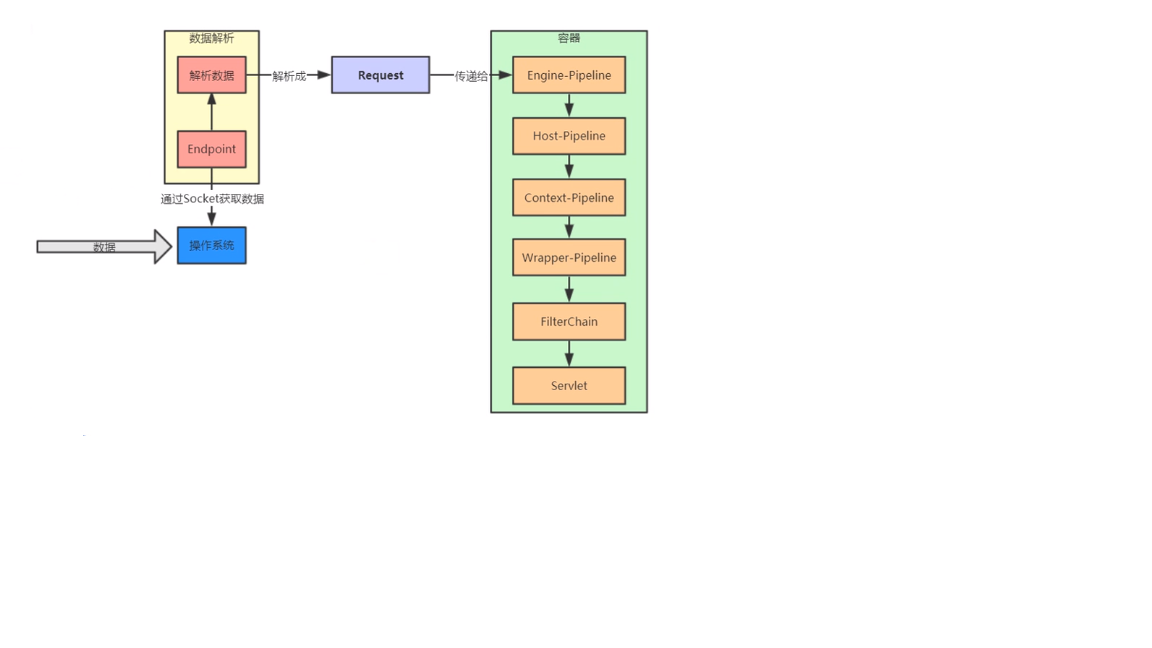 数据解析
解析数据
解析成
Request
传递给
Endpoint
通过Socket获取数据
数据
操作系统
容器
Engine-Pipeline
Host-Pipeline
Context-Pipeline
Wrapper-Pipeline
FilterChain
Servlet